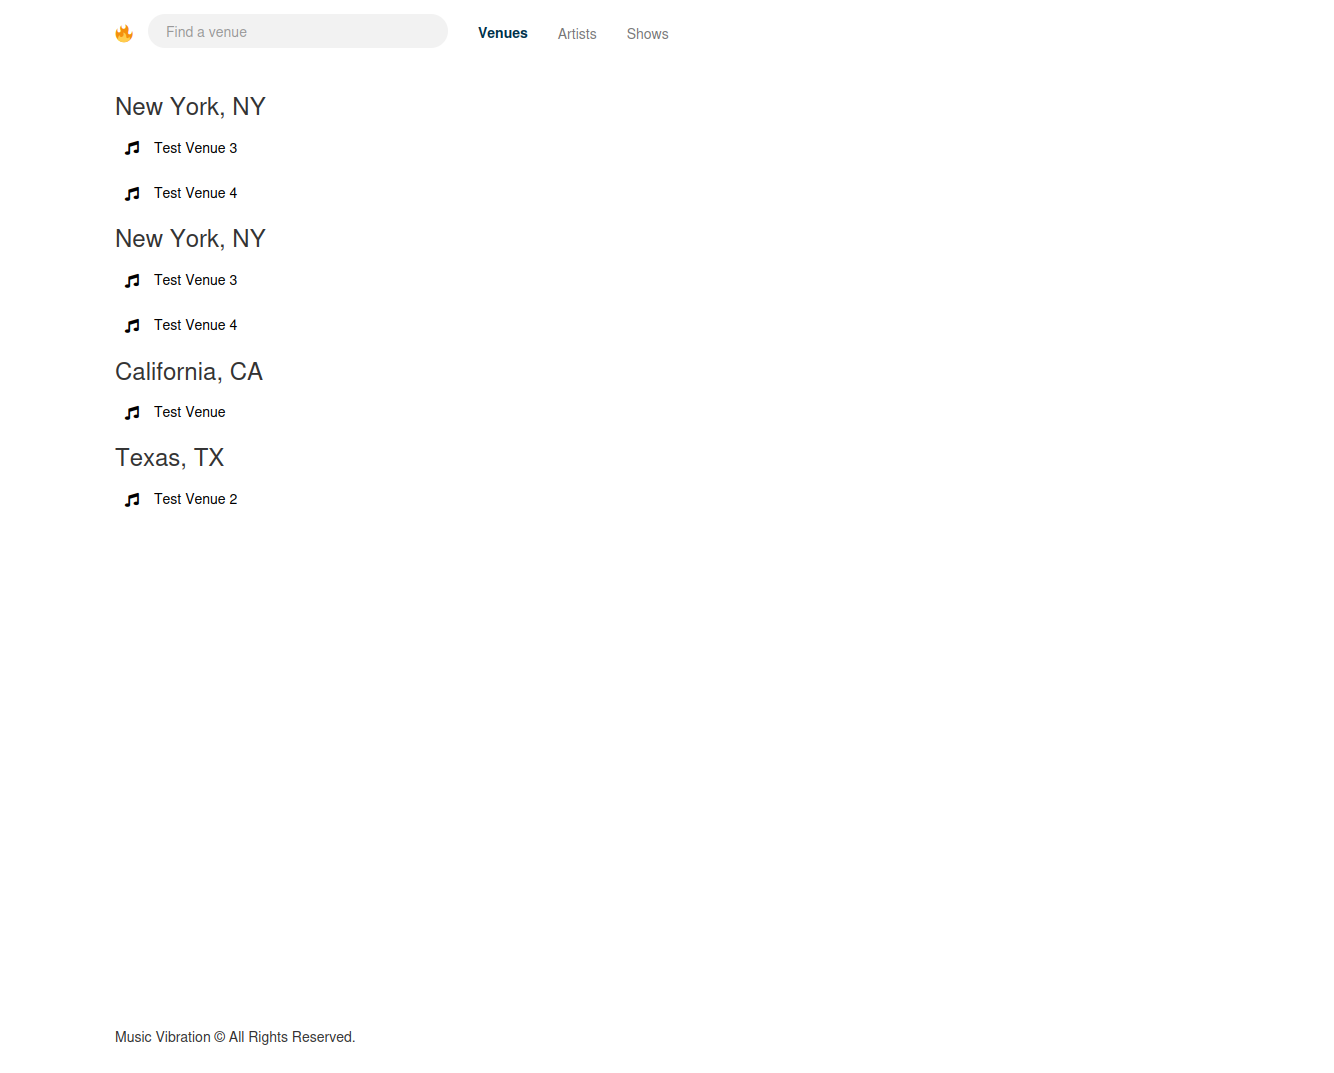 Find a venue Venues Artists Shows
New York, NY
Test Venue 3
Test Venue 4
New York, NY
Test Venue 3
Test Venue 4
California, CA
Test Venue
Texas, TX
Test Venue 2
Music Vibration © All Rights Reserved.